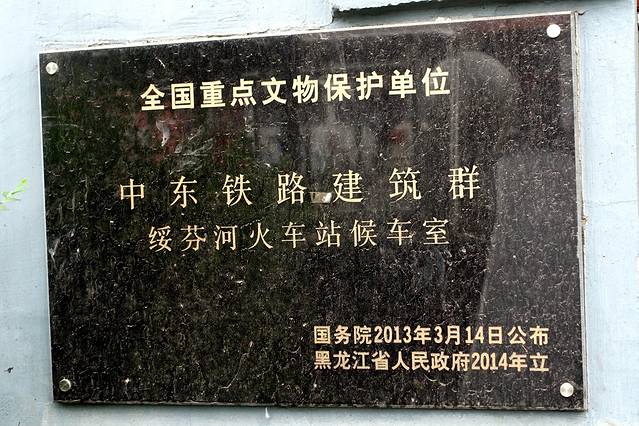 全国重点文物保护单位
中东铁路建筑群
绥芬河火车站候车室
国务院2013年3月14日公布
黑龙江省人民政府2014年立